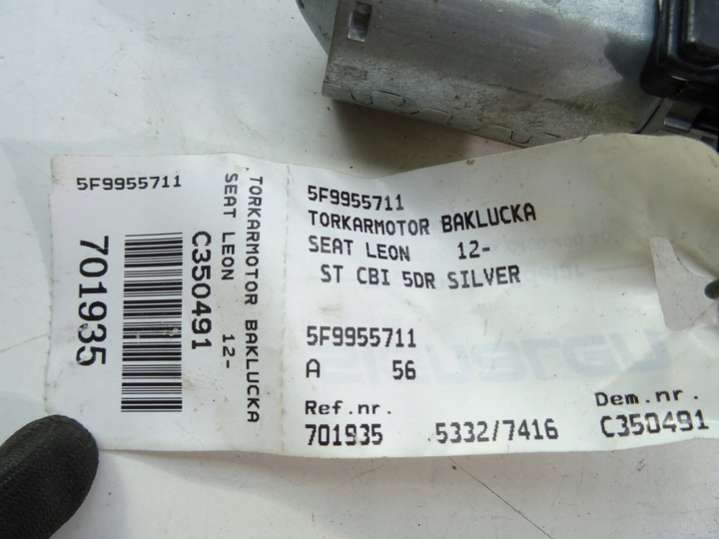 5F9955711
TORKARMOTOR BAKLUCKA
SEAT LEON 12-
C350491
701935
5F9955711
TORKARMOTOR BAKLUCKA
SEAT LEON 12-
ST CBI 5DR SILVER
5F9955711
A 56
Ref.nr. Dem.nr.
701935 5332/7416 C350491